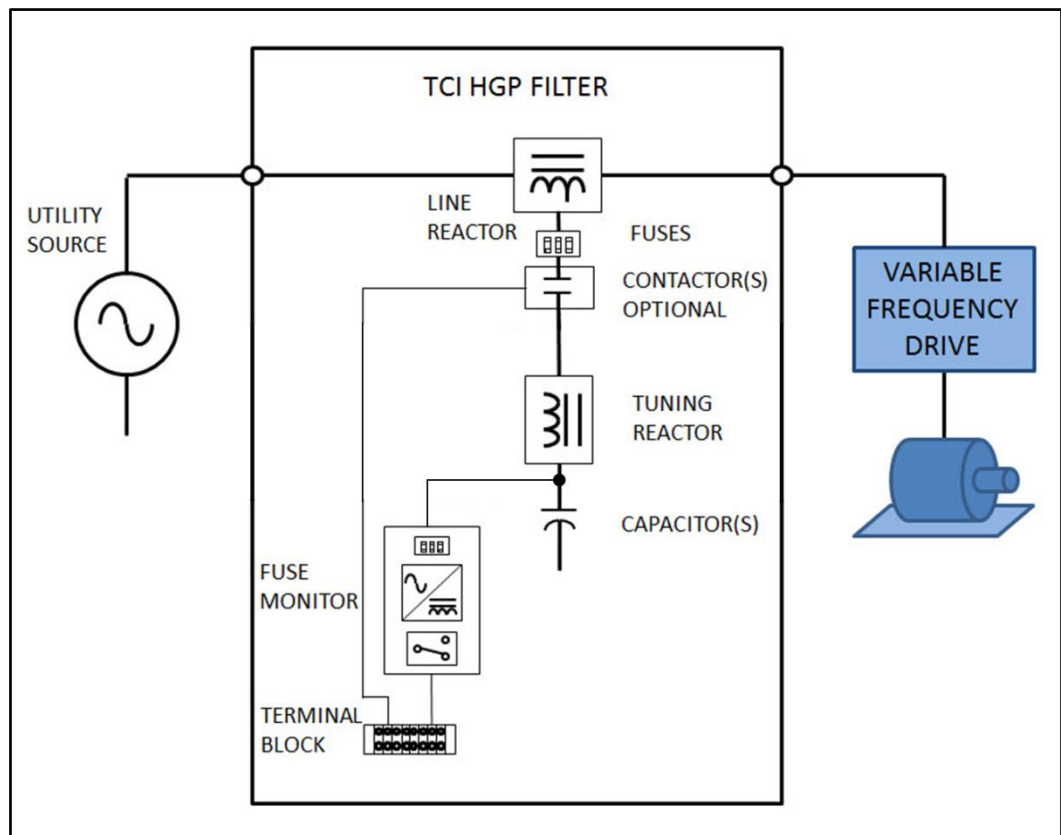 TCI HGP FILTER
UTILITY
SOURCE
LINE
REACTOR
FUSES
CONTACTOR(S)
OPTIONAL
VARIABLE
FREQUENCY
DRIVE
TUNING
REACTOR
CAPACITOR(S)
FUSE
MONITOR
TERMINAL
BLOCK